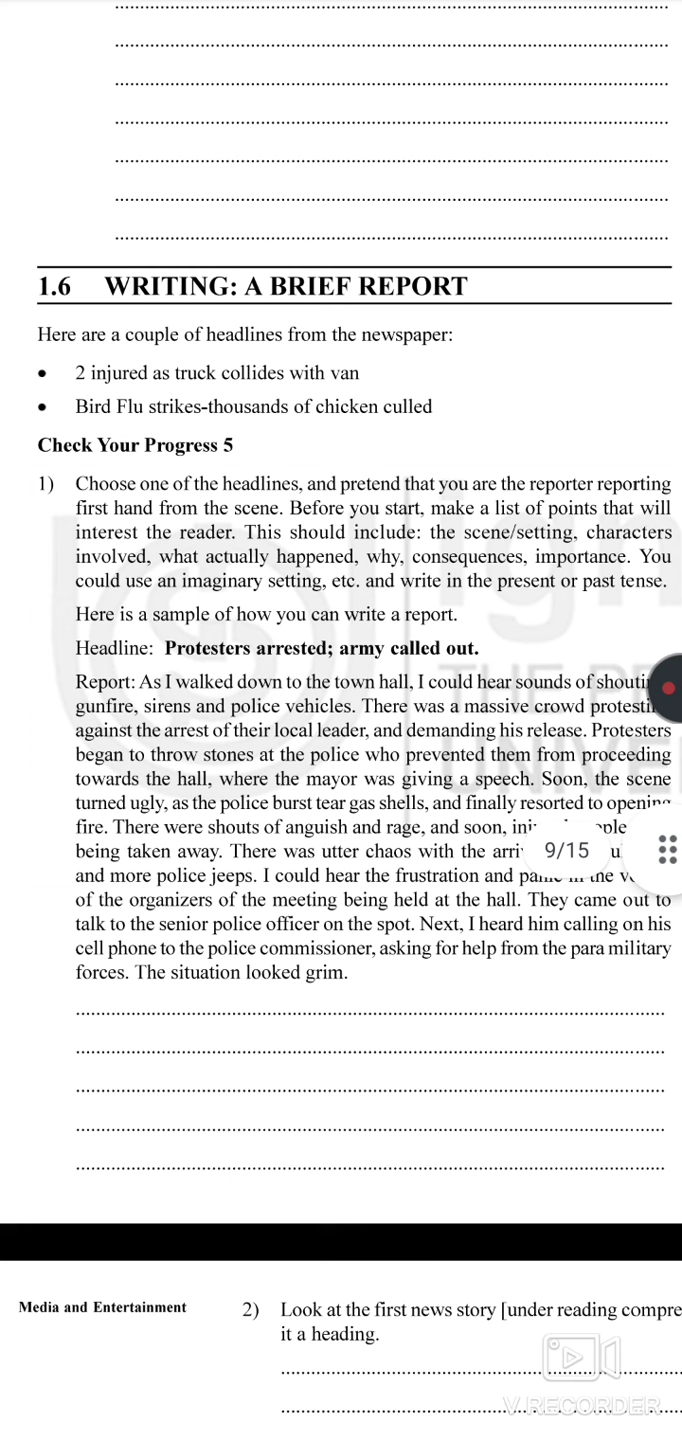 1.6 WRITING: A BRIEF REPORT
Here are a couple of headlines from the newspaper:
• 2 injured as truck collides with van
• Bird Flu strikes-thousands of chicken culled
Check Your Progress 5
1) Choose one of the headlines, and pretend that you are the reporter reporting
first hand from the scene. Before you start, make a list of points that will
interest the reader. This should include: the scene/setting, characters
involved, what actually happened, why, consequences, importance. You
could use an imaginary setting, etc. and write in the present or past tense.
Here is a sample of how you can write a report.
Headline: Protesters arrested; army called out.
Report: As I walked down to the town hall, I could hear sounds of
gunfire, sirens and police vehicles. There was a massive crowd
against the arrest of their local leader, and demanding his release. Protesters
began to throw stones at the police who prevented them from proceeding
towards the hall, where the mayor was giving a speech. Soon, the scene
turned ugly, as the police burst tear gas shells, and finally resorted to opening
fire. There were shouts of anguish and rage, and soon,
being taken away. There was utter chaos with the 9/15
and more police jeeps. I could hear the frustration and panic in the
of the organizers of the meeting being held at the hall. They came out to
talk to the senior police officer on the spot. Next, I heard him calling on his
cell phone to the police commissioner, asking for help from the para military
forces. The situation looked grim.
Media and Entertainment
2) Look at the first news story [under reading compre
it a heading.
V.RECORDER